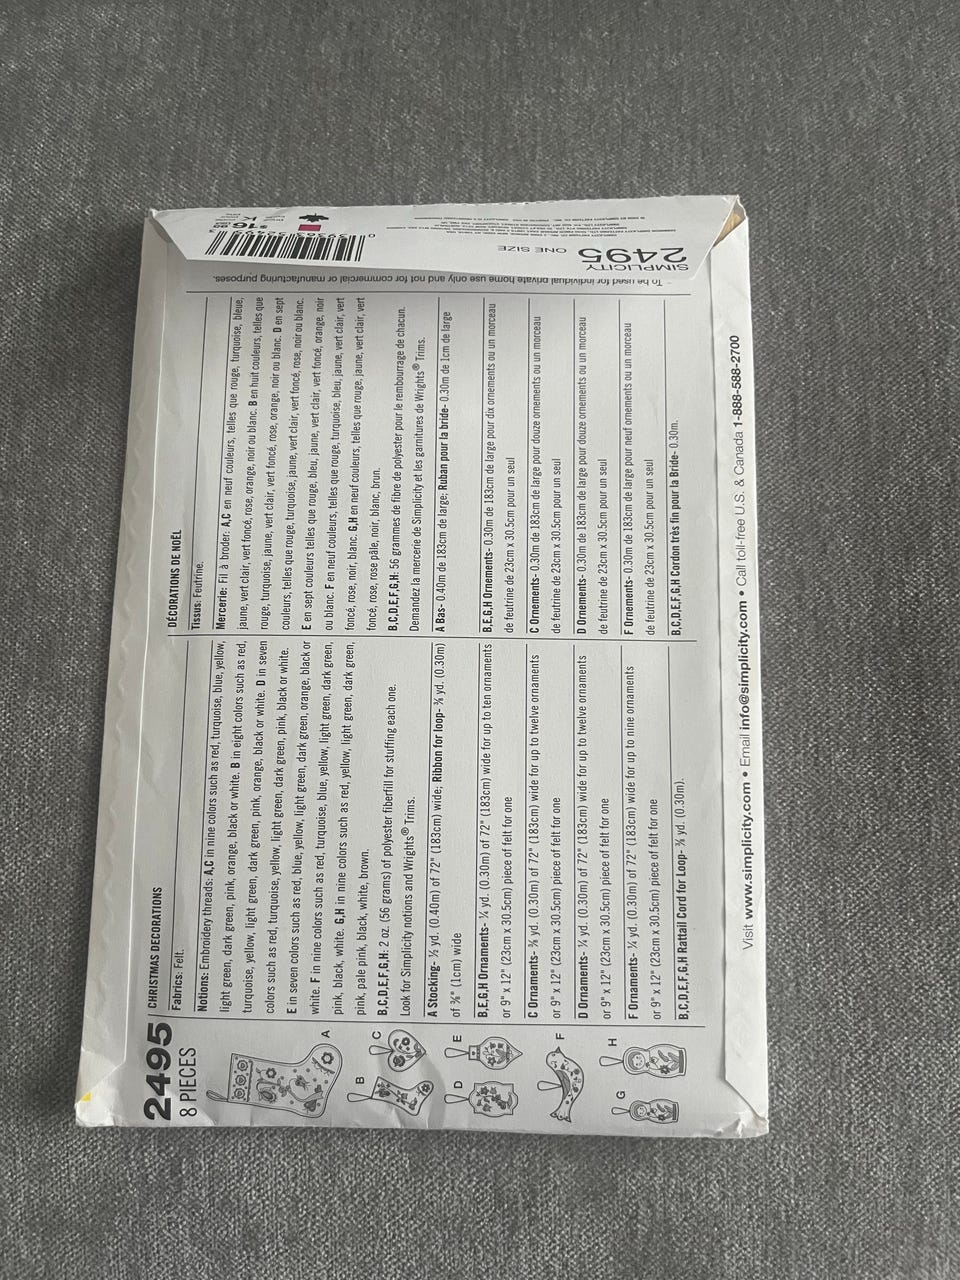 2495
8 PIECES
CHRISTMAS DECORATIONS
Fabrics: Felt.
Notions: Embroidery threads: A,C in nine colors such as red, turquoise, blue, yellow,
light green, dark green, pink, orange, black or white. B in eight colors such as red,
turquoise, yellow, light green, dark green, pink, orange, black or white. D in seven
colors such as red, turquoise, yellow, light green, dark green, pink, black or white.
E in seven colors such as red, blue, yellow, light green, dark green, orange, black or
white. F in nine colors such as red, turquoise, blue, yellow, light green, dark green,
pink, black, white. G,H in nine colors such as red, yellow, light green, dark green,
pink, pale pink, black, white, brown.
B,C,D,E,F,G,H: 2 oz. (56 grams) of polyester fiberfill for stuffing each one.
Look for Simplicity notions and Wrights® Trims.
A Stocking- ½ yd. (0.40m) of 72" (183cm) wide; Ribbon for loop- ⅜ yd. (0.30m)
of ⅜" (1cm) wide
B,E,G,H Ornaments- ¼ yd. (0.30m) of 72" (183cm) wide for up to ten ornaments
or 9" x 12" (23cm x 30.5cm) piece of felt for one
C Ornaments- ⅜ yd. (0.30m) of 72" (183cm) wide for up to twelve ornaments
or 9" x 12" (23cm x 30.5cm) piece of felt for one
D Ornaments- ¼ yd. (0.30m) of 72" (183cm) wide for up to twelve ornaments
or 9" x 12" (23cm x 30.5cm) piece of felt for one
F Ornaments- ¼ yd. (0.30m) of 72" (183cm) wide for up to nine ornaments
or 9" x 12" (23cm x 30.5cm) piece of felt for one
B,C,D,E,F,G,H Rattail Cord for Loop- ⅜ yd. (0.30m).
DÉCORATIONS DE NOËL
Tissus: Feutrine.
Mercerie: Fil à broder: A,C en neuf couleurs, telles que rouge, turquoise, bleue,
jaune, vert clair, vert foncé, rose, orange, noir ou blanc. B en huit couleurs, telles que
rouge, turquoise, jaune, vert clair, vert foncé, rose, orange, noir ou blanc. D en sept
couleurs, telles que rouge, turquoise, jaune, vert clair, vert foncé, rose, noir ou blanc.
E en sept couleurs telles que rouge, bleu, jaune, vert clair, vert foncé, orange, noir
ou blanc. F en neuf couleurs, telles que rouge, turquoise, bleu, jaune, vert clair, vert
foncé, rose, noir, blanc. G,H en neuf couleurs, telles que rouge, jaune, vert clair, vert
foncé, rose, rose pâle, noir, blanc, brun.
B,C,D,E,F,G,H: 56 grammes de fibre de polyester pour le rembourrage de chacun.
Demandez la mercerie de Simplicity et les garnitures de Wrights® Trims.
A Bas- 0.40m de 183cm de large; Ruban pour la bride- 0.30m de 1cm de large
B,E,G,H Ornements- 0.30m de 183cm de large pour dix ornements ou un morceau
de feutrine de 23cm x 30.5cm pour un seul
C Ornements- 0.30m de 183cm de large pour douze ornements ou un morceau
de feutrine de 23cm x 30.5cm pour un seul
D Ornements- 0.30m de 183cm de large pour douze ornements ou un morceau
de feutrine de 23cm x 30.5cm pour un seul
F Ornements- 0.30m de 183cm de large pour neuf ornements ou un morceau
de feutrine de 23cm x 30.5cm pour un seul
B,C,D,E,F,G,H Cordon très fin pour la Bride- 0.30m.
A
B
C
D
E
F
G
H
Visit www.simplicity.com • Email info@simplicity.com • Call toll-free U.S. & Canada 1-888-588-2700
To be used for individual private home use only and not for commercial or manufacturing purposes.
SIMPLICITY
2495 ONE SIZE
K